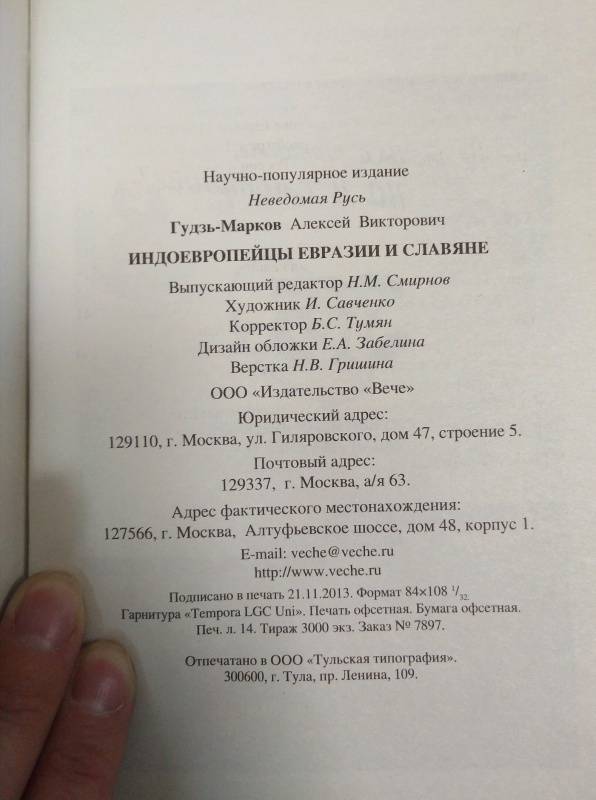 Научно-популярное издание
Неведомая Русь
Гудзь-Марков Алексей Викторович
ИНДОЕВРОПЕЙЦЫ ЕВРАЗИИ И СЛАВЯНЕ
Выпускающий редактор Н.М. Смирнов
Художник И. Савченко
Корректор Б.С. Тумян
Дизайн обложки Е.А. Забелина
Верстка Н.В. Гришина
ООО «Издательство «Вече»
Юридический адрес:
129110, г. Москва, ул. Гиляровского, дом 47, строение 5.
Почтовый адрес:
129337, г. Москва, а/я 63.
Адрес фактического местонахождения:
127566, г. Москва, Алтуфьевское шоссе, дом 48, корпус 1.
E-mail: veche@veche.ru
http://www.veche.ru
Подписано в печать 21.11.2013. Формат 84×108 1/32.
Гарнитура «Tempora LGC Uni». Печать офсетная. Бумага офсетная.
Печ. л. 14. Тираж 3000 экз. Заказ № 7897.
Отпечатано в ООО «Тульская типография».
300600, г. Тула, пр. Ленина, 109.